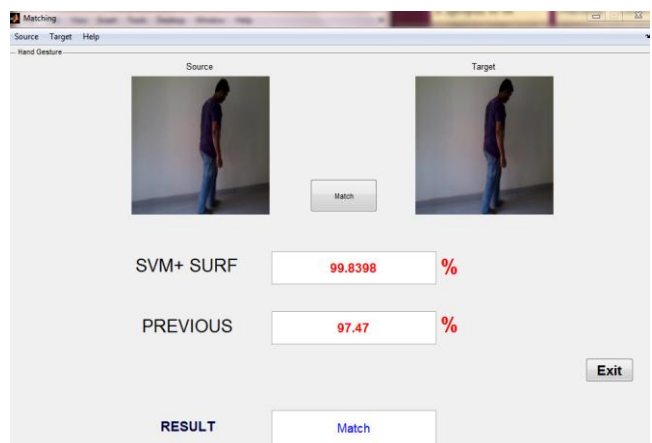 Matching
Source Target Help
Hand Gesture
Source Target
Match
SVM+ SURF 99.8398 %
PREVIOUS 97.47 %
Exit
RESULT Match